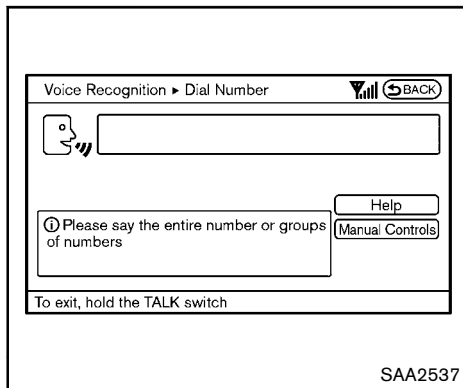 Voice Recognition ▸ Dial Number
BACK
Help
ⓘ Please say the entire number or groups
of numbers
Manual Controls
To exit, hold the TALK switch
SAA2537